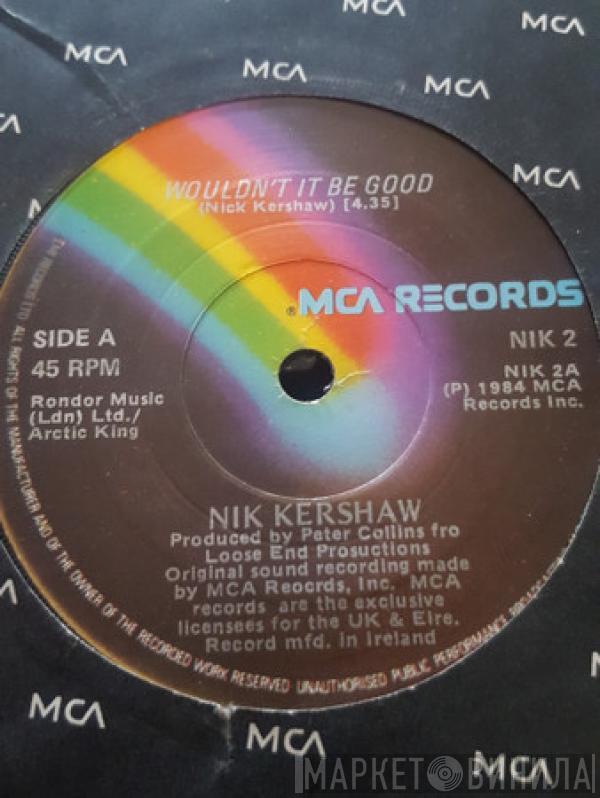 MCA
MCA
MCA
MCA
MCA
WOULDN'T IT BE GOOD
(Nick Kershaw) [4.35]
®MCA RECORDS
SIDE A
45 RPM
NIK 2
NIK 2A
(P) 1984 MCA
Records Inc.
Rondor Music
(Ldn) Ltd./
Arctic King
NIK KERSHAW
Produced by Peter Collins fro
Loose End Prosuctions
Original sound recording made
by MCA Reocrds, Inc. MCA
records are the exclusive
licensees for the UK & Eire.
Record mfd. in Ireland
ALL RIGHTS OF THE MANUFACTURER AND OF THE OWNER OF THE RECORDED WORK RESERVED UNAUTHORISED PUBLIC PERFORMANCE
MCA
MCA
MCA
МАРКЕТ ВИНИЛА